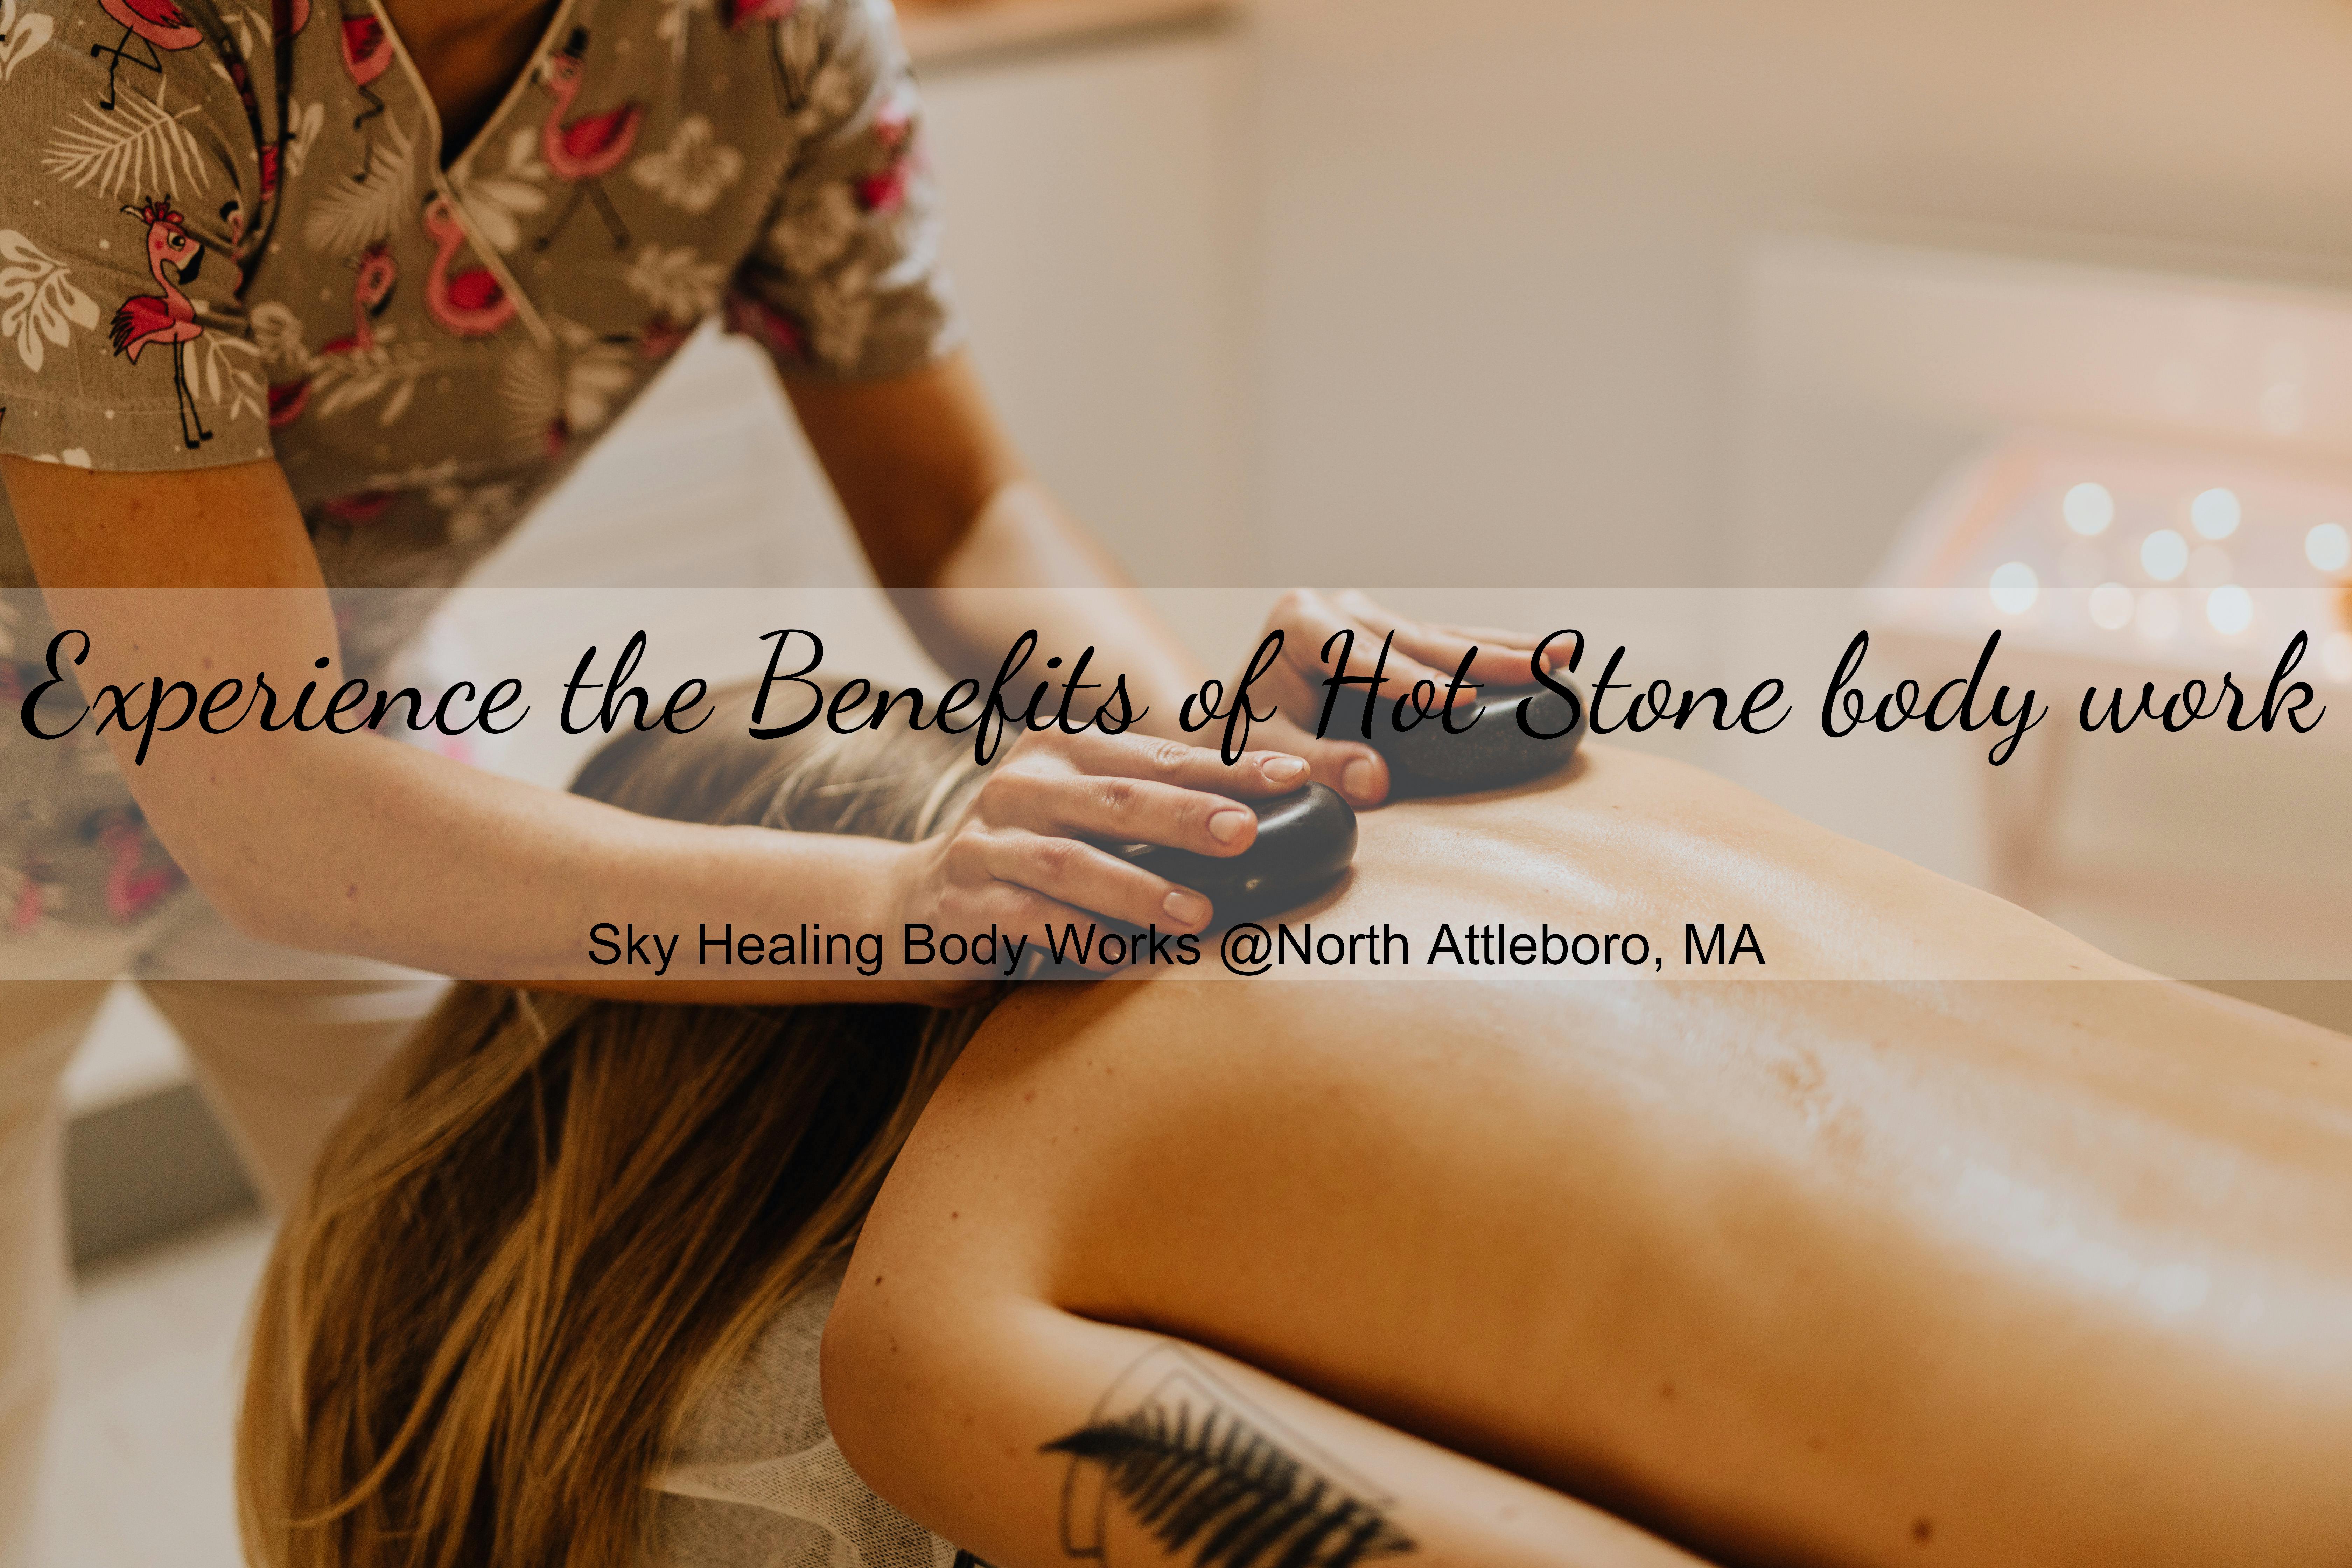 Experience the Benefits of Hot Stone body work
Sky Healing Body Works @North Attleboro, MA